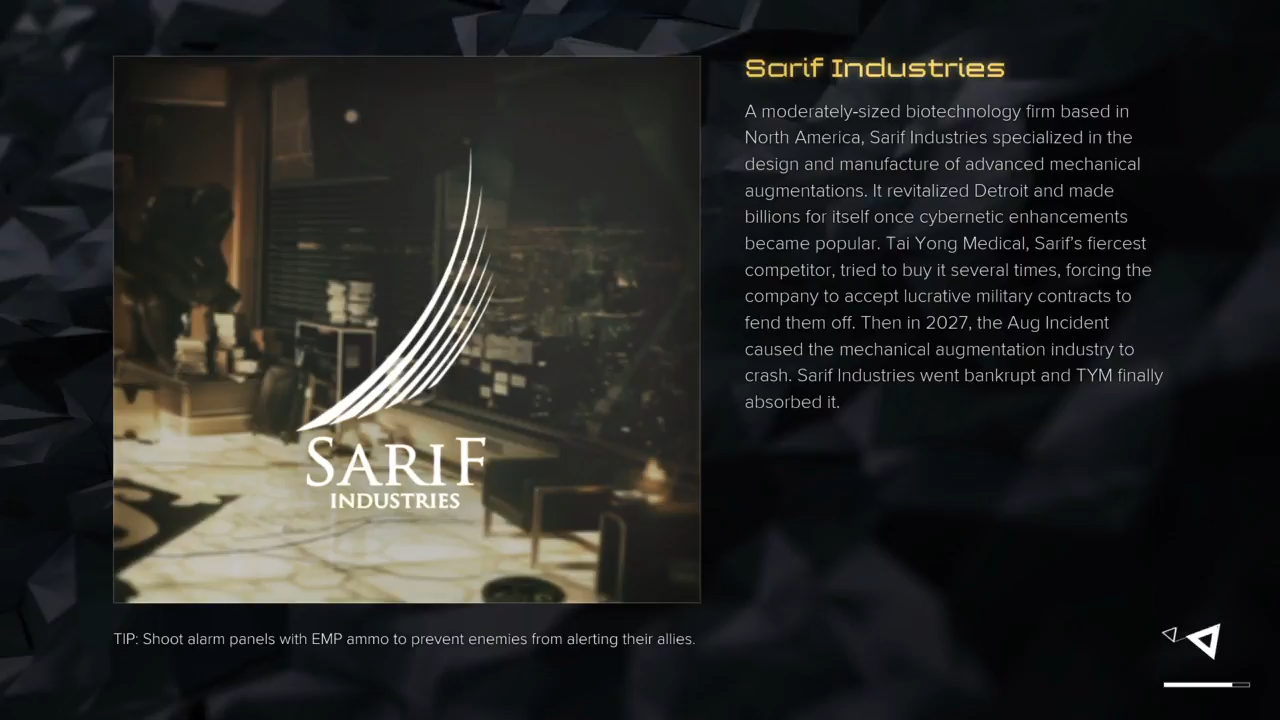 Sarif Industries
A moderately-sized biotechnology firm based in
North America, Sarif Industries specialized in the
design and manufacture of advanced mechanical
augmentations. It revitalized Detroit and made
billions for itself once cybernetic enhancements
became popular. Tai Yong Medical, Sarif's fiercest
competitor, tried to buy it several times, forcing the
company to accept lucrative military contracts to
fend them off. Then in 2027, the Aug Incident
caused the mechanical augmentation industry to
crash. Sarif Industries went bankrupt and TYM finally
absorbed it.
SARIF
INDUSTRIES
TIP: Shoot alarm panels with EMP ammo to prevent enemies from alerting their allies.